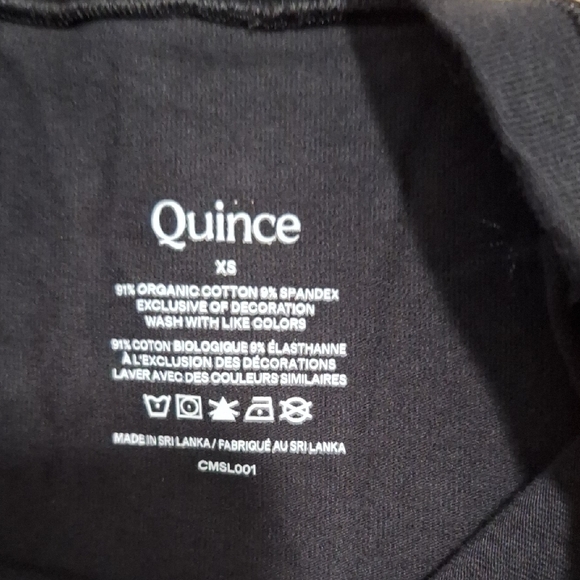 Quince
XS
91% ORGANIC COTTON 9% SPANDEX
EXCLUSIVE OF DECORATION
WASH WITH LIKE COLORS
91% COTON BIOLOGIQUE 9% ÉLASTHANNE
À L'EXCLUSION DES DÉCORATIONS
LAVER AVEC DES COULEURS SIMILAIRES
MADE IN SRI LANKA / FABRIQUÉ AU SRI LANKA
CMSL001